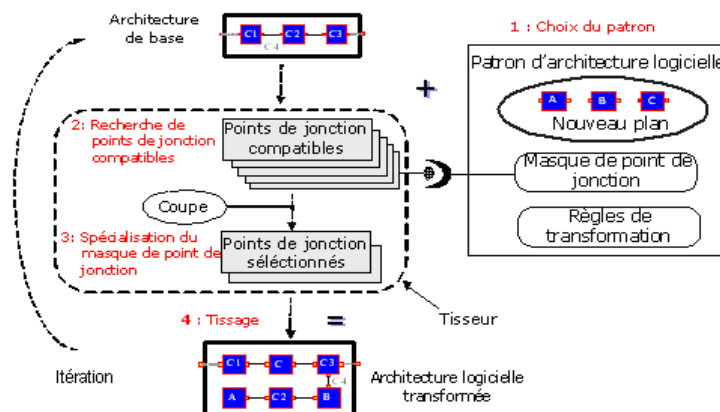 Architecture
de base
C1
C2
C3
C4
1 : Choix du patron
Patron d'architecture logicielle
A
B
C
Nouveau plan
Masque de point de
jonction
Règles de
transformation
+
2: Recherche de
points de jonction
compatibles
Points de jonction
compatibles
Coupe
3: Spécialisation du
masque de point de
jonction
Points de jonction
séléctionnés
Tisseur
4 : Tissage
=
C1
C
C3
C4
A
C2
B
Itération
Architecture logicielle
transformée